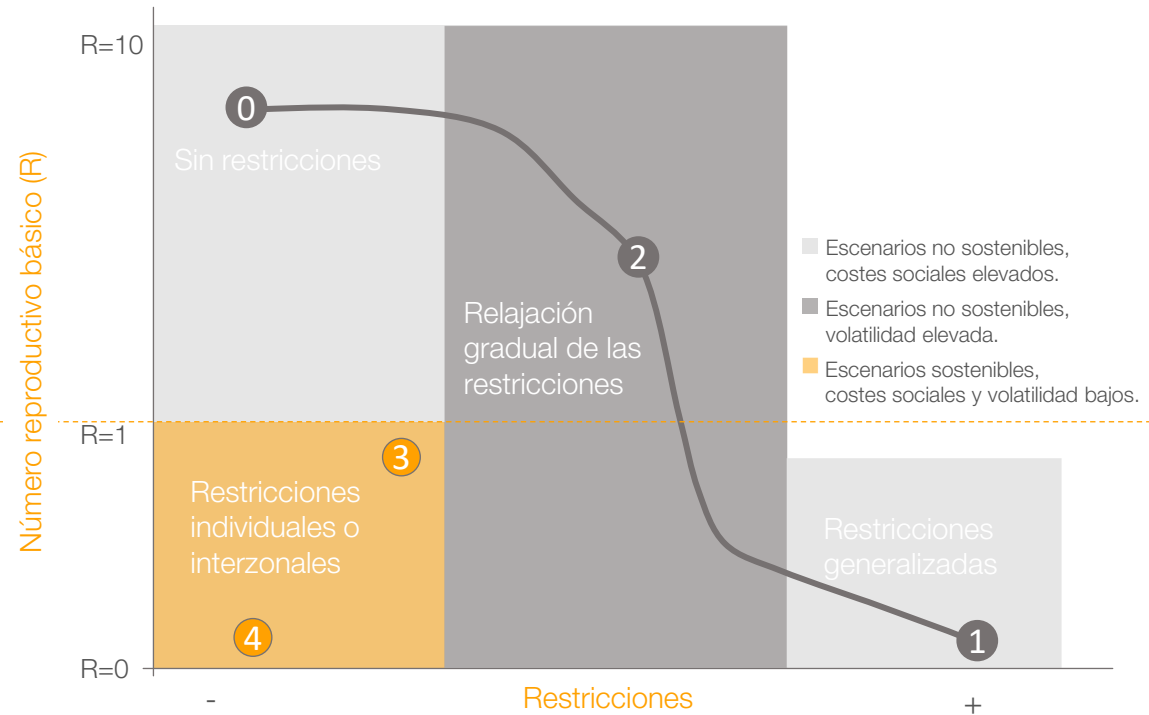 R=10
0
Sin restricciones
Número reproductivo básico (R)
2
Relajación
gradual de las
restricciones
Escenarios no sostenibles,
costes sociales elevados.
Escenarios no sostenibles,
volatilidad elevada.
Escenarios sostenibles,
costes sociales y volatilidad bajos.
R=1
3
Restricciones
individuales o
interzonales
Restricciones
generalizadas
4
1
R=0
-
Restricciones
+